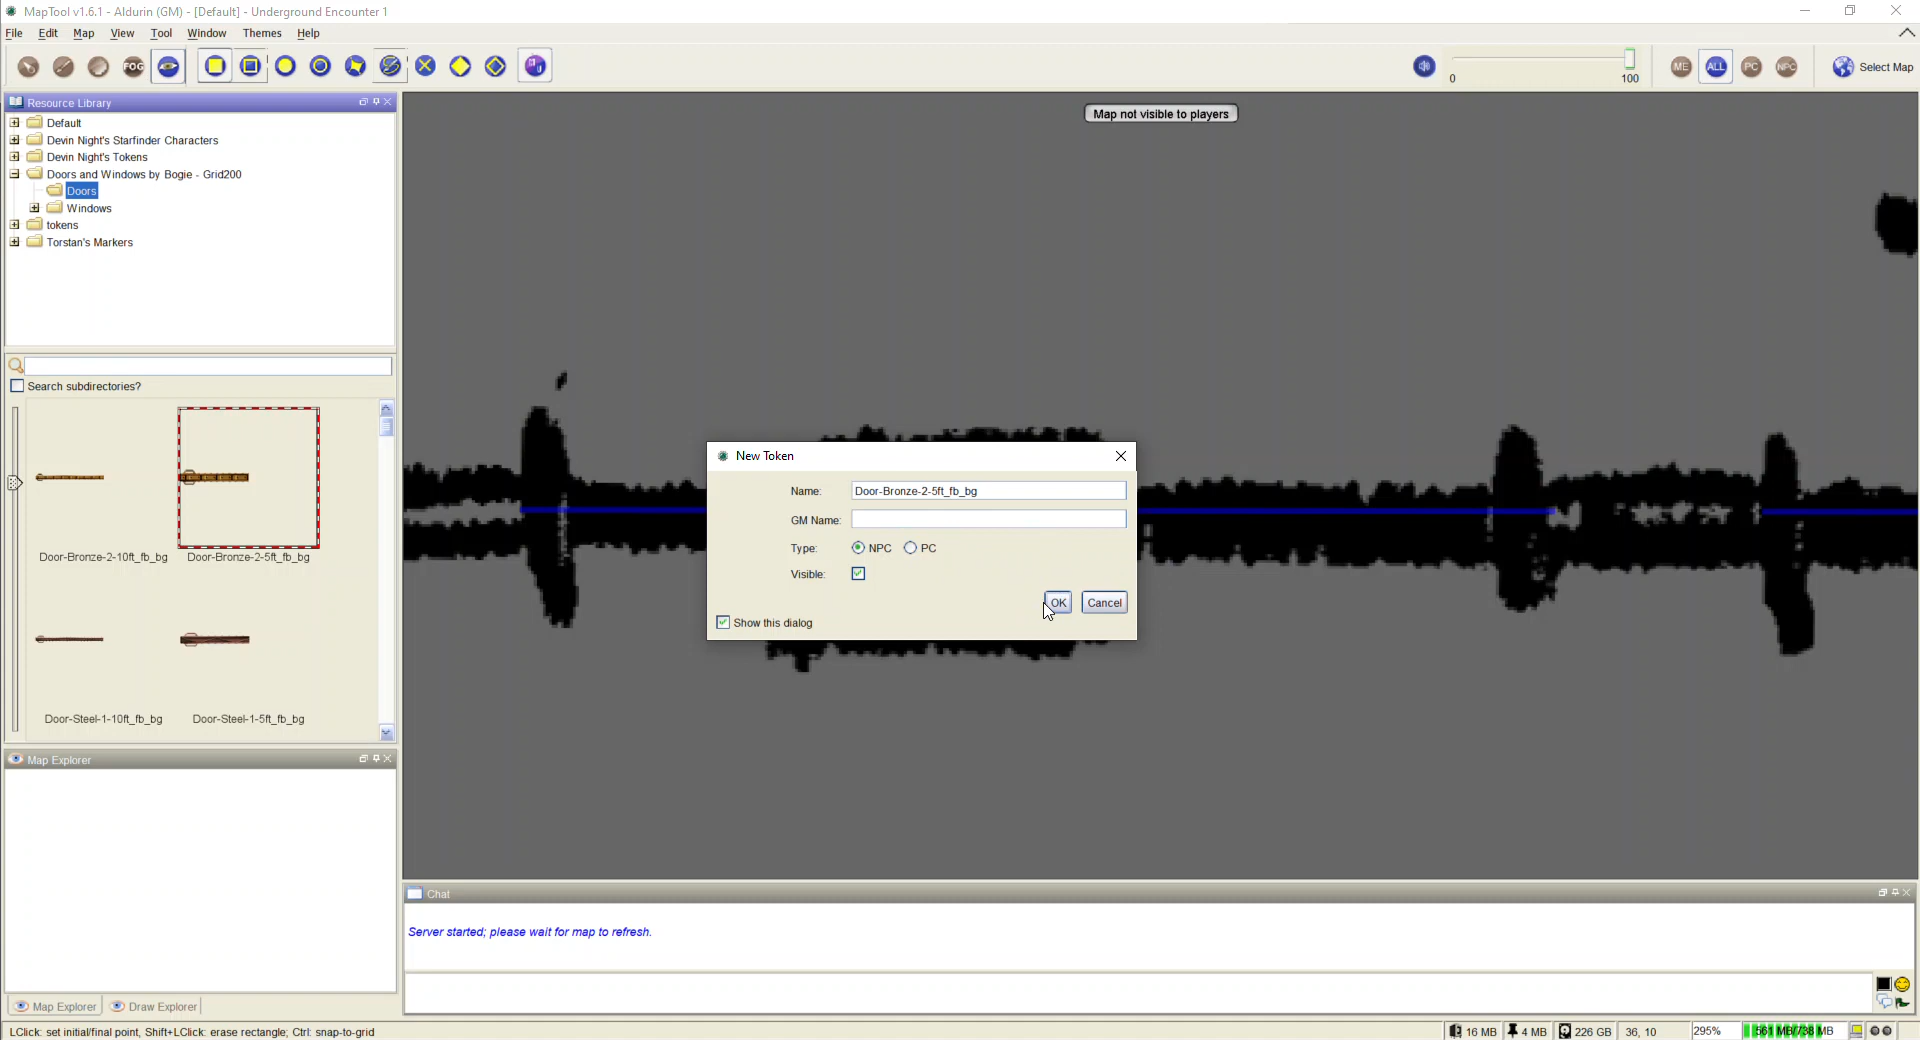 MapTool v1.6.1 - Aldurin (GM) - [Default] - Underground Encounter 1
File Edit Map View Tool Window Themes Help
FOG
0 100
ME ALL PC NPC Select Map
Resource Library
Map not visible to players
Default
Devin Night's Starfinder Characters
Devin Night's Tokens
Doors and Windows by Bogie - Grid200
Doors
Windows
tokens
Torstan's Markers
Search subdirectories?
Door-Bronze-2-10ft_fb_bg Door-Bronze-2-5ft_fb_bg
Door-Steel-1-10ft_fb_bg Door-Steel-1-5ft_fb_bg
New Token
Name: Door-Bronze-2-5ft_fb_bg
GM Name:
Type: NPC PC
Visible:
OK Cancel
Show this dialog
Map Explorer
Chat
Server started; please wait for map to refresh.
Map Explorer Draw Explorer
LClick: set initial/final point, Shift+LClick: erase rectangle; Ctrl: snap-to-grid
16 MB 4 MB 226 GB 36, 10 295% 561 MB/738 MB